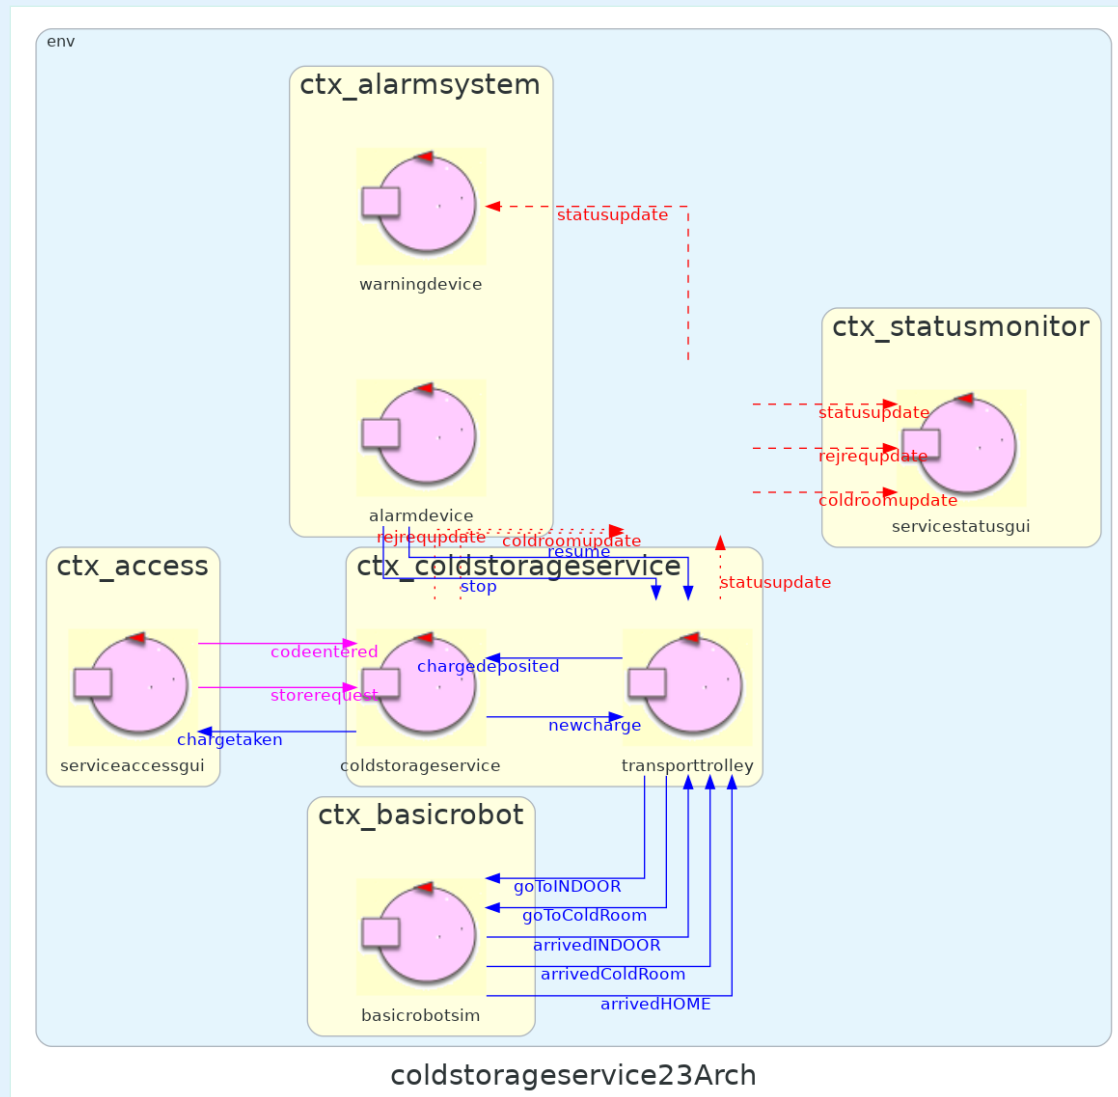 env
ctx_alarmsystem
statusupdate
warningdevice
ctx_statusmonitor
statusupdate
rejrequpdate
coldroomupdate
servicestatusgui
alarmdevice
rejrequpdate
coldroomupdate
resume
ctx_access
ctx_coldstorageservice
stop
statusupdate
codeentered
chargedeposited
storerequest
newcharge
chargetaken
serviceaccessgui
coldstorageservice
transporttrolley
ctx_basicrobot
goToINDOOR
goToColdRoom
arrivedINDOOR
arrivedColdRoom
arrivedHOME
basicrobotsim
coldstorageservice23Arch